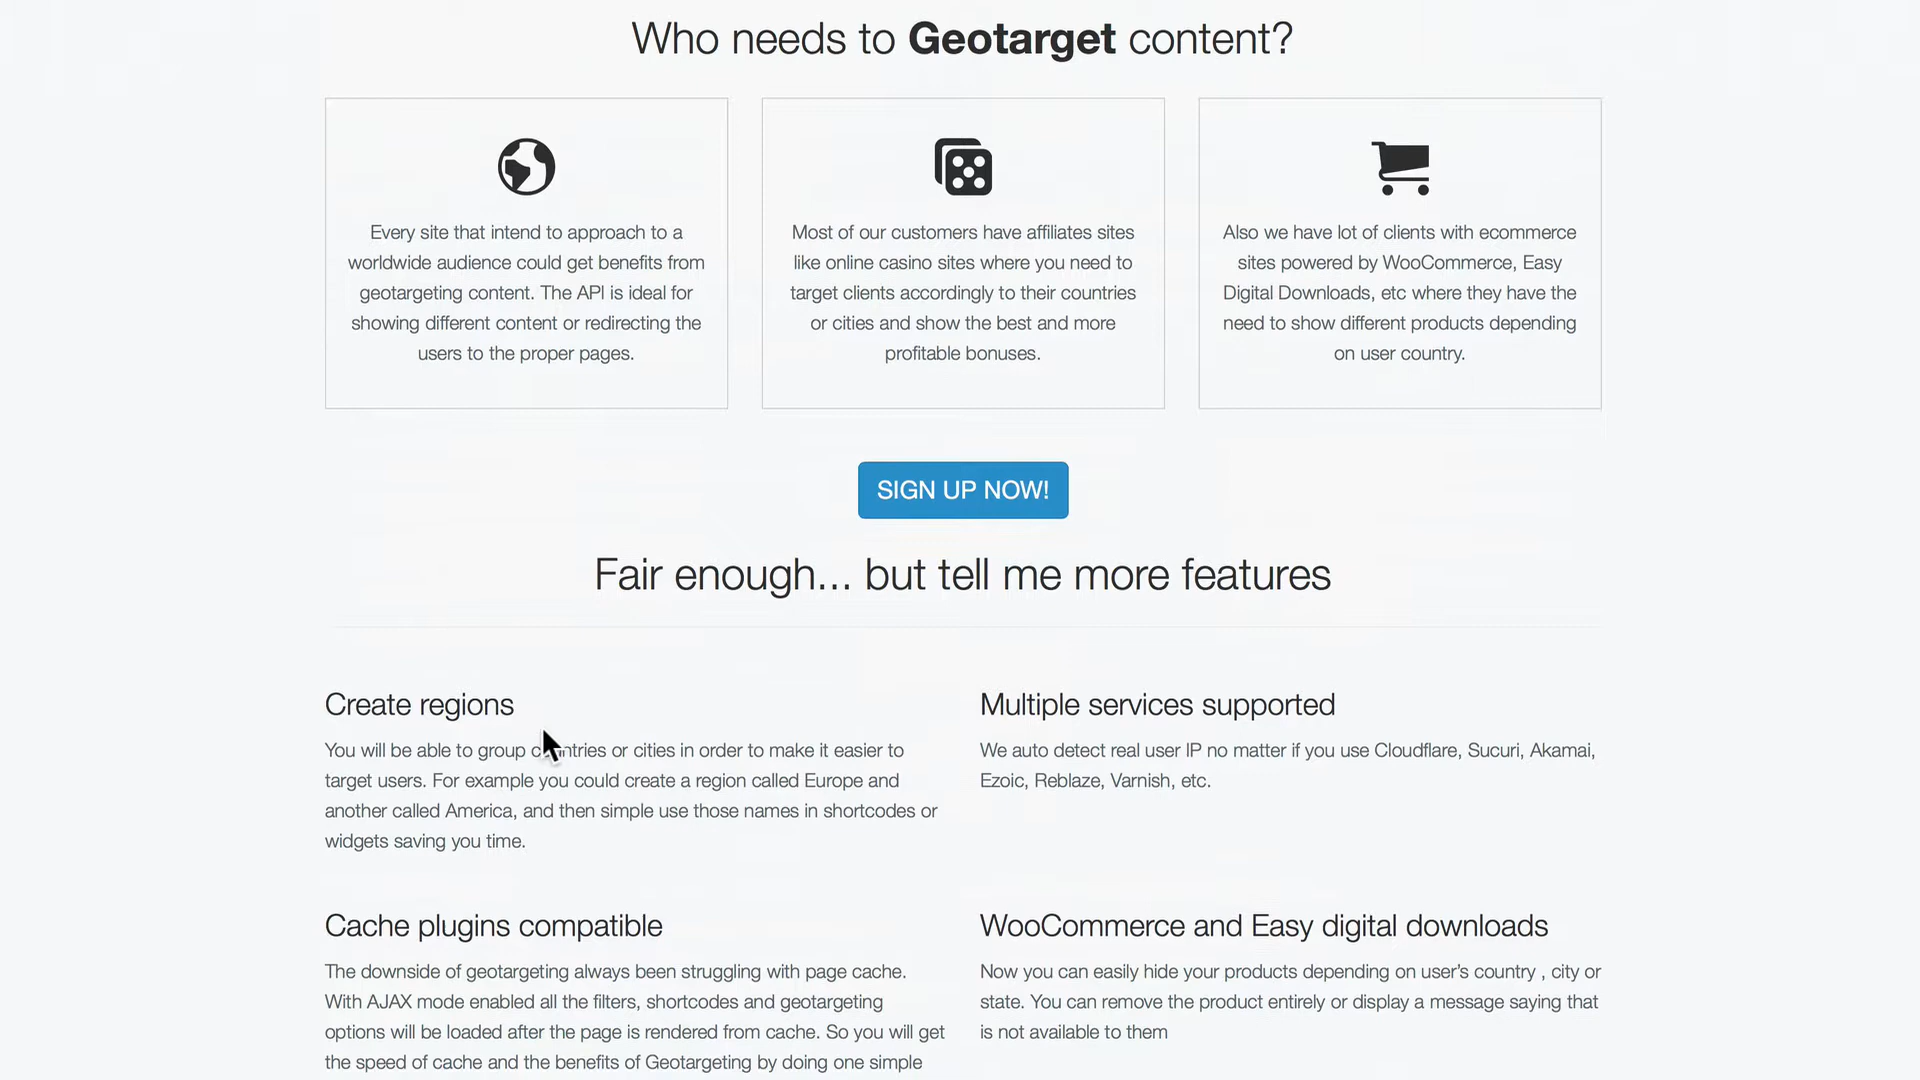 Who needs to Geotarget content?
Every site that intend to approach to a
worldwide audience could get benefits from
geotargeting content. The API is ideal for
showing different content or redirecting the
users to the proper pages.
Most of our customers have affiliates sites
like online casino sites where you need to
target clients accordingly to their countries
or cities and show the best and more
profitable bonuses.
Also we have lot of clients with ecommerce
sites powered by WooCommerce, Easy
Digital Downloads, etc where they have the
need to show different products depending
on user country.
SIGN UP NOW!
Fair enough... but tell me more features
Create regions
You will be able to group countries or cities in order to make it easier to
target users. For example you could create a region called Europe and
another called America, and then simple use those names in shortcodes or
widgets saving you time.
Multiple services supported
We auto detect real user IP no matter if you use Cloudflare, Sucuri, Akamai,
Ezoic, Reblaze, Varnish, etc.
Cache plugins compatible
The downside of geotargeting always been struggling with page cache.
With AJAX mode enabled all the filters, shortcodes and geotargeting
options will be loaded after the page is rendered from cache. So you will get
the speed of cache and the benefits of Geotargeting by doing one simple
WooCommerce and Easy digital downloads
Now you can easily hide your products depending on user's country , city or
state. You can remove the product entirely or display a message saying that
is not available to them